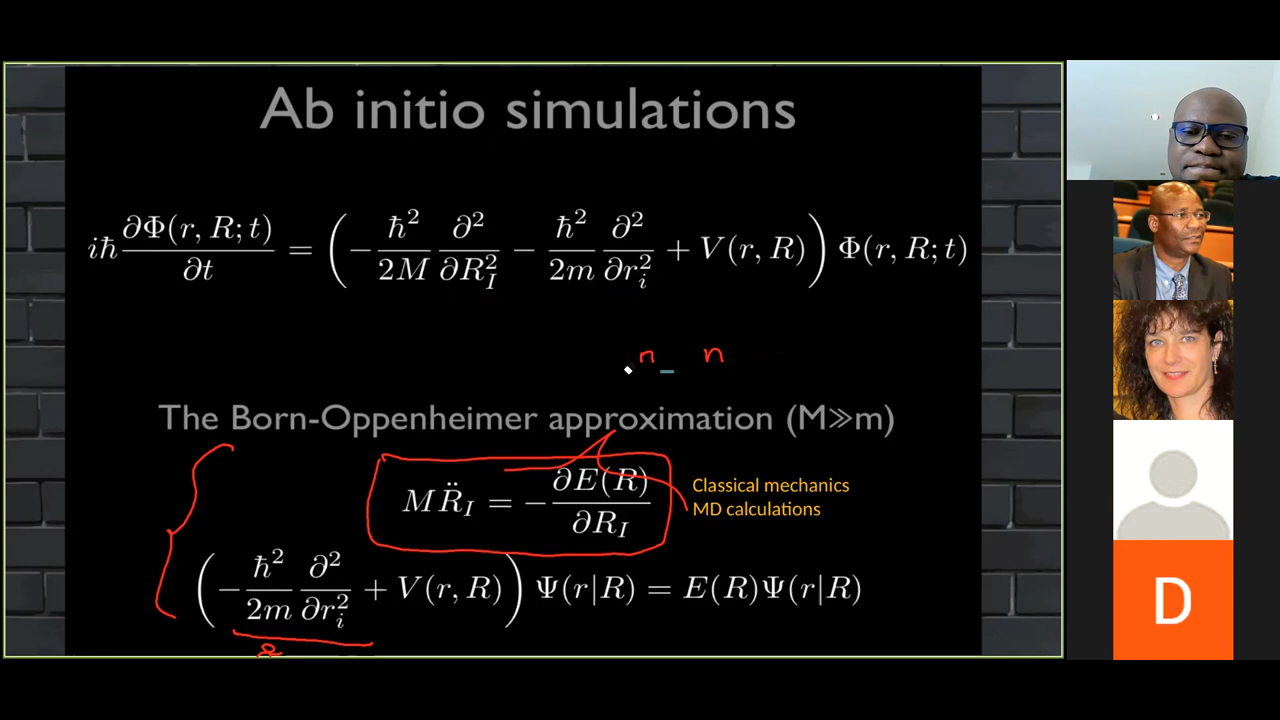 Ab initio simulations
iħ ∂Φ(r, R; t)/∂t = (−ħ²/2M ∂²/∂R_I² − ħ²/2m ∂²/∂r_i² + V(r, R)) Φ(r, R; t)
n n
The Born-Oppenheimer approximation (M≫m)
MR̈_I = −∂E(R)/∂R_I
Classical mechanics
MD calculations
(−ħ²/2m ∂²/∂r_i² + V(r, R)) Ψ(r|R) = E(R)Ψ(r|R)
D